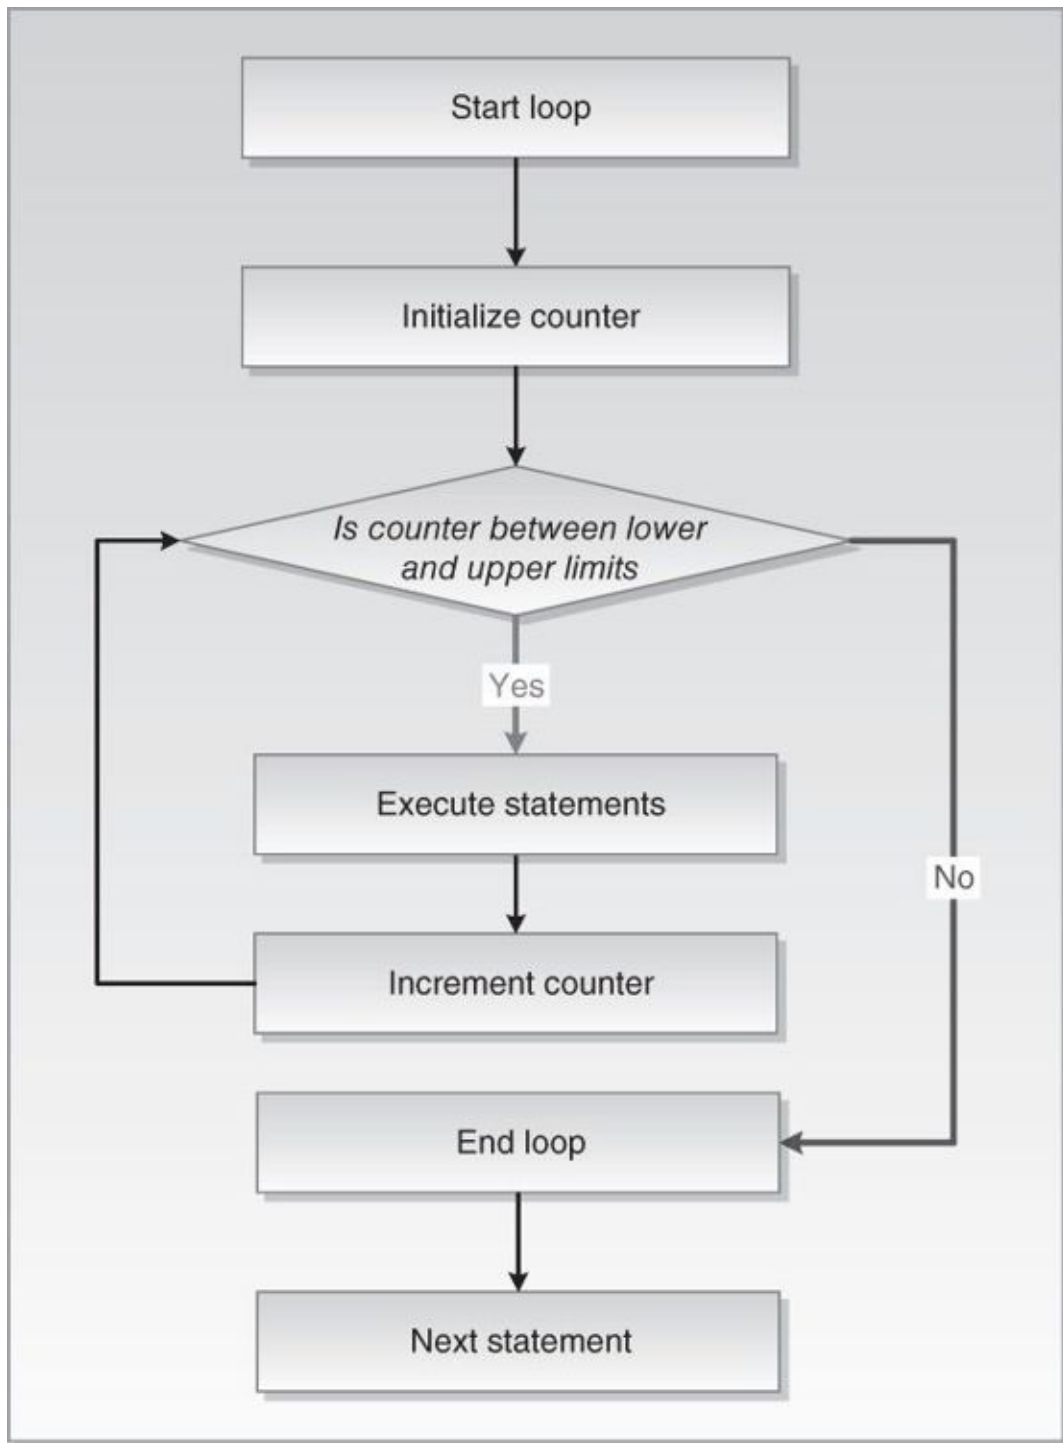 Start loop
Initialize counter
Is counter between lower
and upper limits
Yes
Execute statements
No
Increment counter
End loop
Next statement